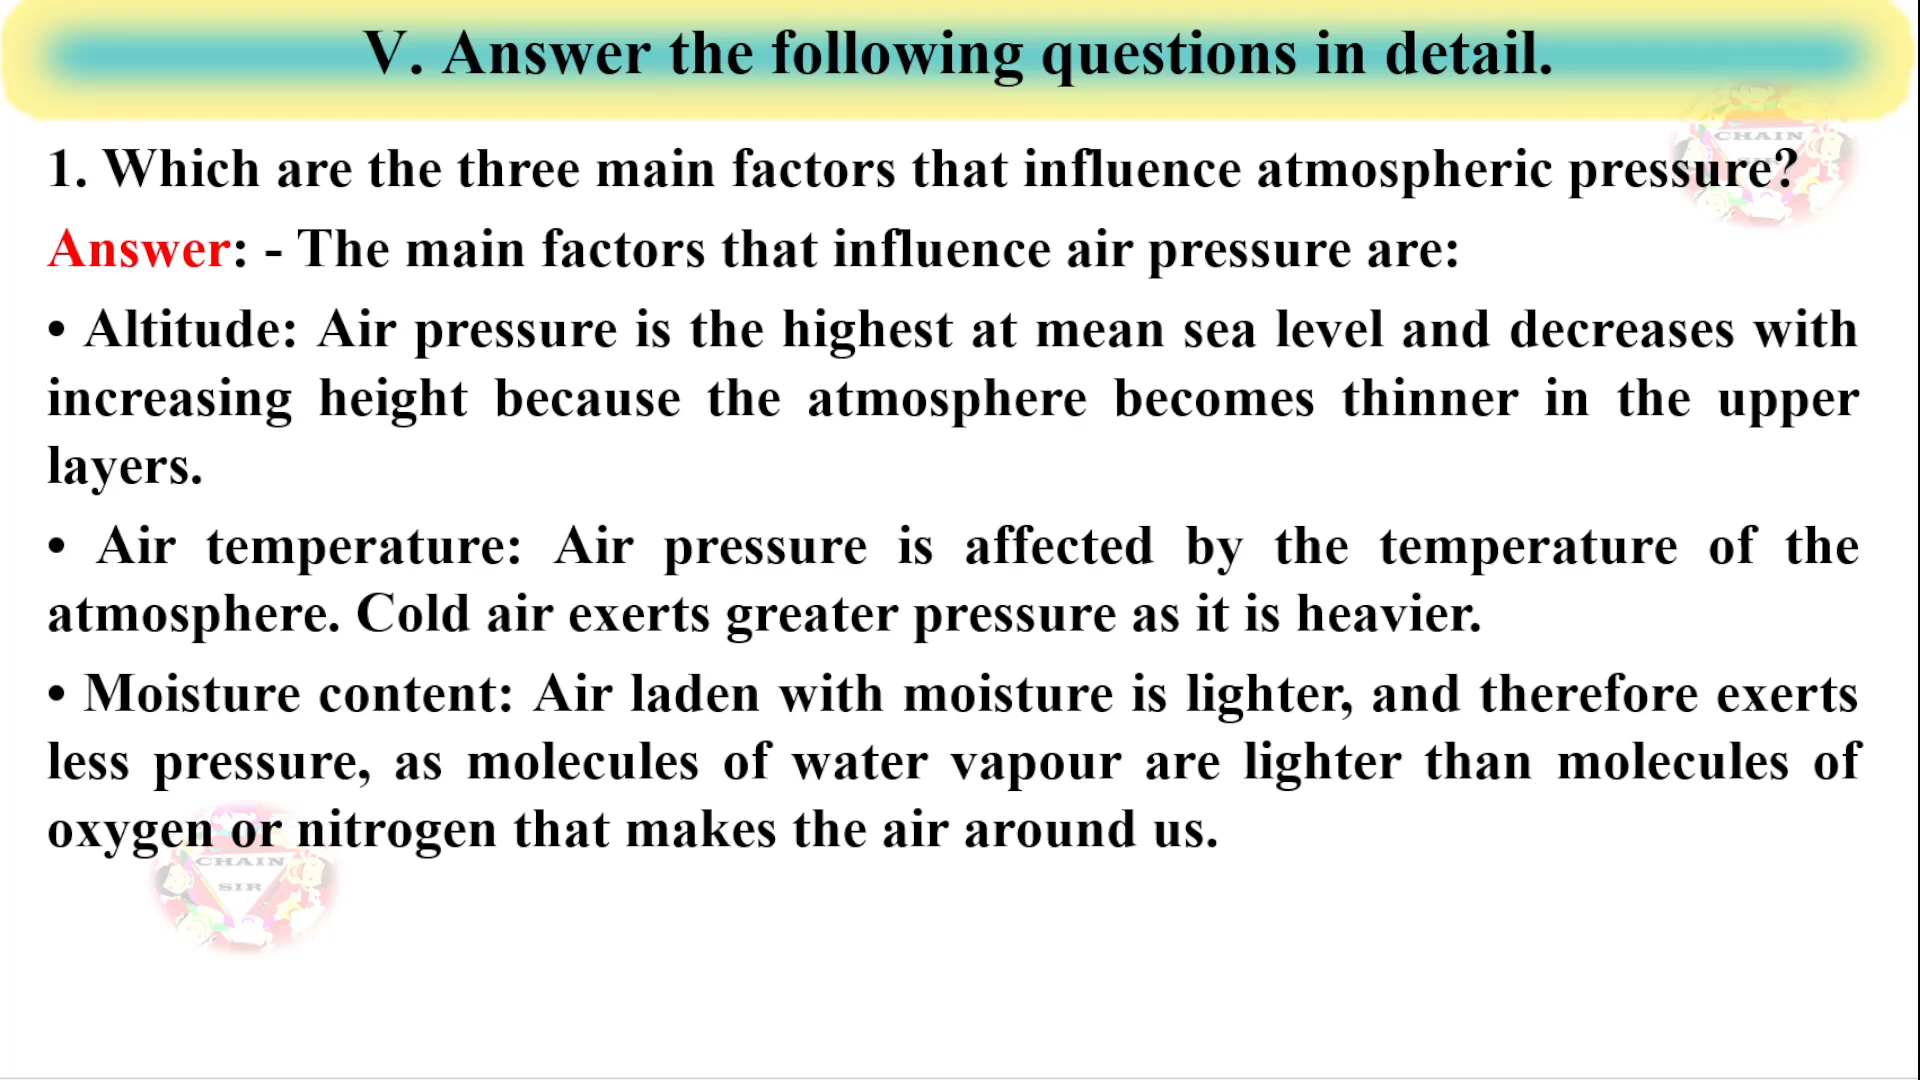 V. Answer the following questions in detail.
CHAIN
1. Which are the three main factors that influence atmospheric pressure?
Answer: - The main factors that influence air pressure are:
• Altitude: Air pressure is the highest at mean sea level and decreases with
increasing height because the atmosphere becomes thinner in the upper
layers.
• Air temperature: Air pressure is affected by the temperature of the
atmosphere. Cold air exerts greater pressure as it is heavier.
• Moisture content: Air laden with moisture is lighter, and therefore exerts
less pressure, as molecules of water vapour are lighter than molecules of
oxygen or nitrogen that makes the air around us.
CHAIN
SIR